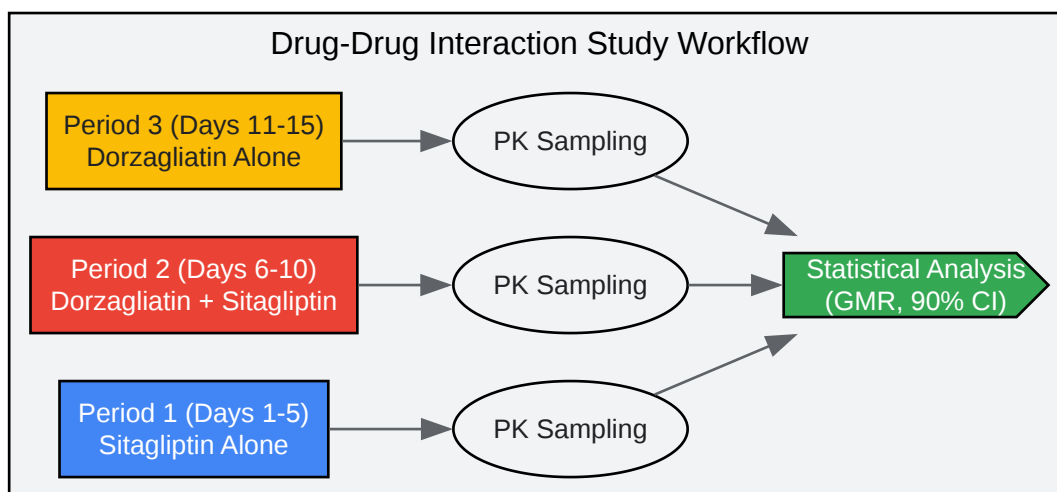 Drug-Drug Interaction Study Workflow
Period 3 (Days 11-15)
Dorzagliatin Alone
PK Sampling
Period 2 (Days 6-10)
Dorzagliatin + Sitagliptin
PK Sampling
Statistical Analysis
(GMR, 90% CI)
Period 1 (Days 1-5)
Sitagliptin Alone
PK Sampling